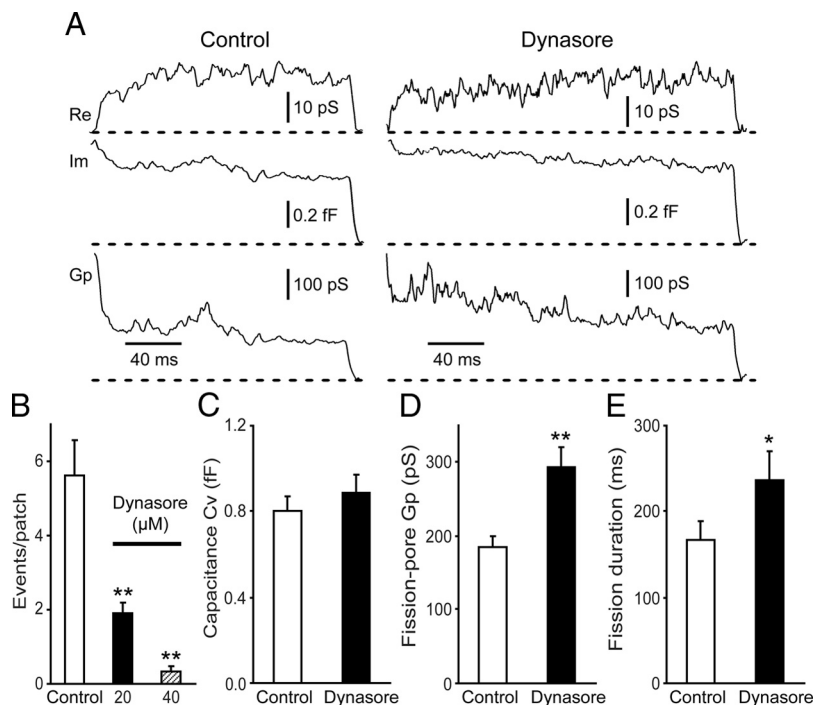 A
Control
Dynasore
Re
10 pS
10 pS
Im
0.2 fF
0.2 fF
Gp
100 pS
100 pS
40 ms
40 ms
B
Events/patch
6
4
2
0
Dynasore
(µM)
**
**
Control
20
40
C
Capacitance Cv (fF)
1.2
0.8
0.4
0.0
Control
Dynasore
D
Fission-pore Gp (pS)
300
200
100
0
**
Control
Dynasore
E
Fission duration (ms)
300
200
100
0
*
Control
Dynasore